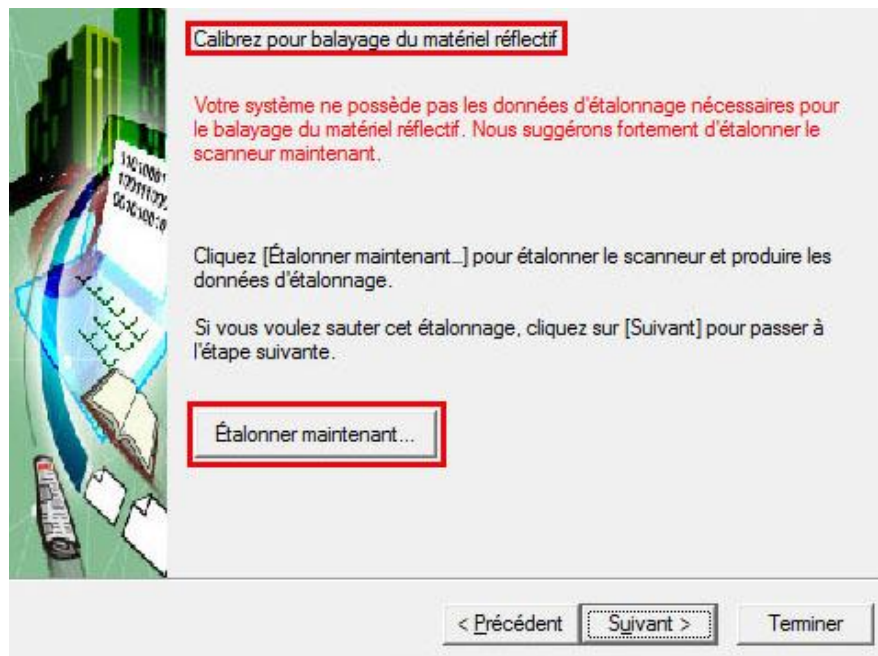 Calibrez pour balayage du matériel réflectif
Votre système ne possède pas les données d'étalonnage nécessaires pour
le balayage du matériel réflectif. Nous suggérons fortement d'étalonner le
scanneur maintenant.
Cliquez [Étalonner maintenant...] pour étalonner le scanneur et produire les
données d'étalonnage.
Si vous voulez sauter cet étalonnage, cliquez sur [Suivant] pour passer à
l'étape suivante.
Étalonner maintenant...
< Précédent
Suivant >
Terminer